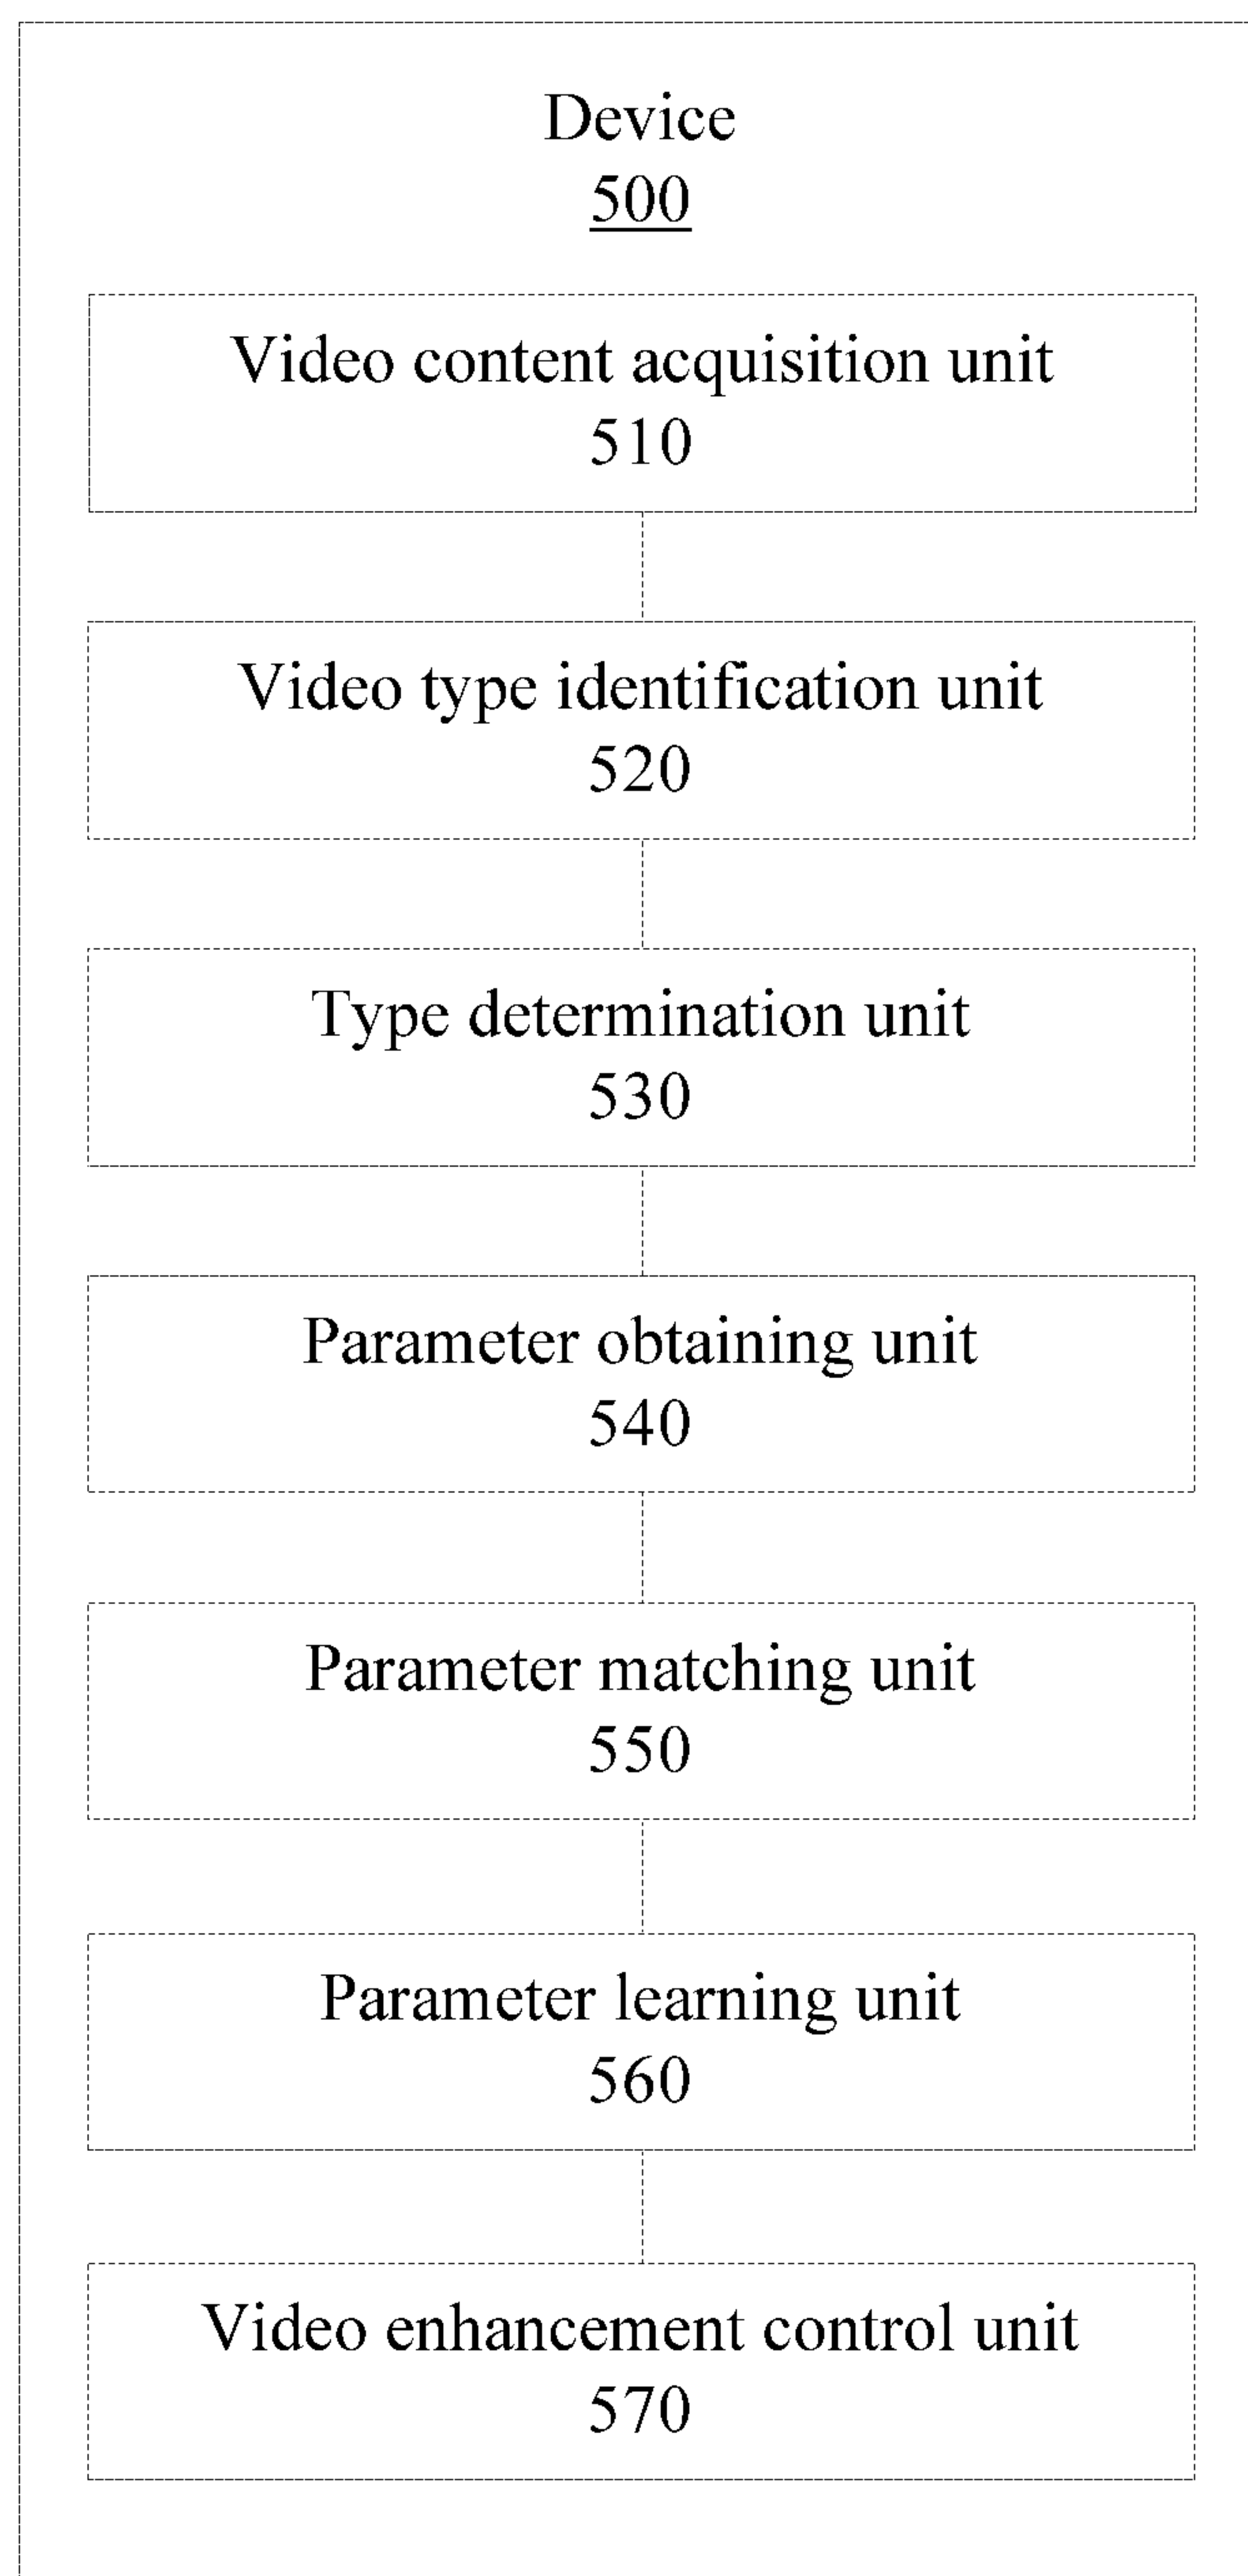 Device
500
Video content acquisition unit
510
Video type identification unit
520
Type determination unit
530
Parameter obtaining unit
540
Parameter matching unit
550
Parameter learning unit
560
Video enhancement control unit
570